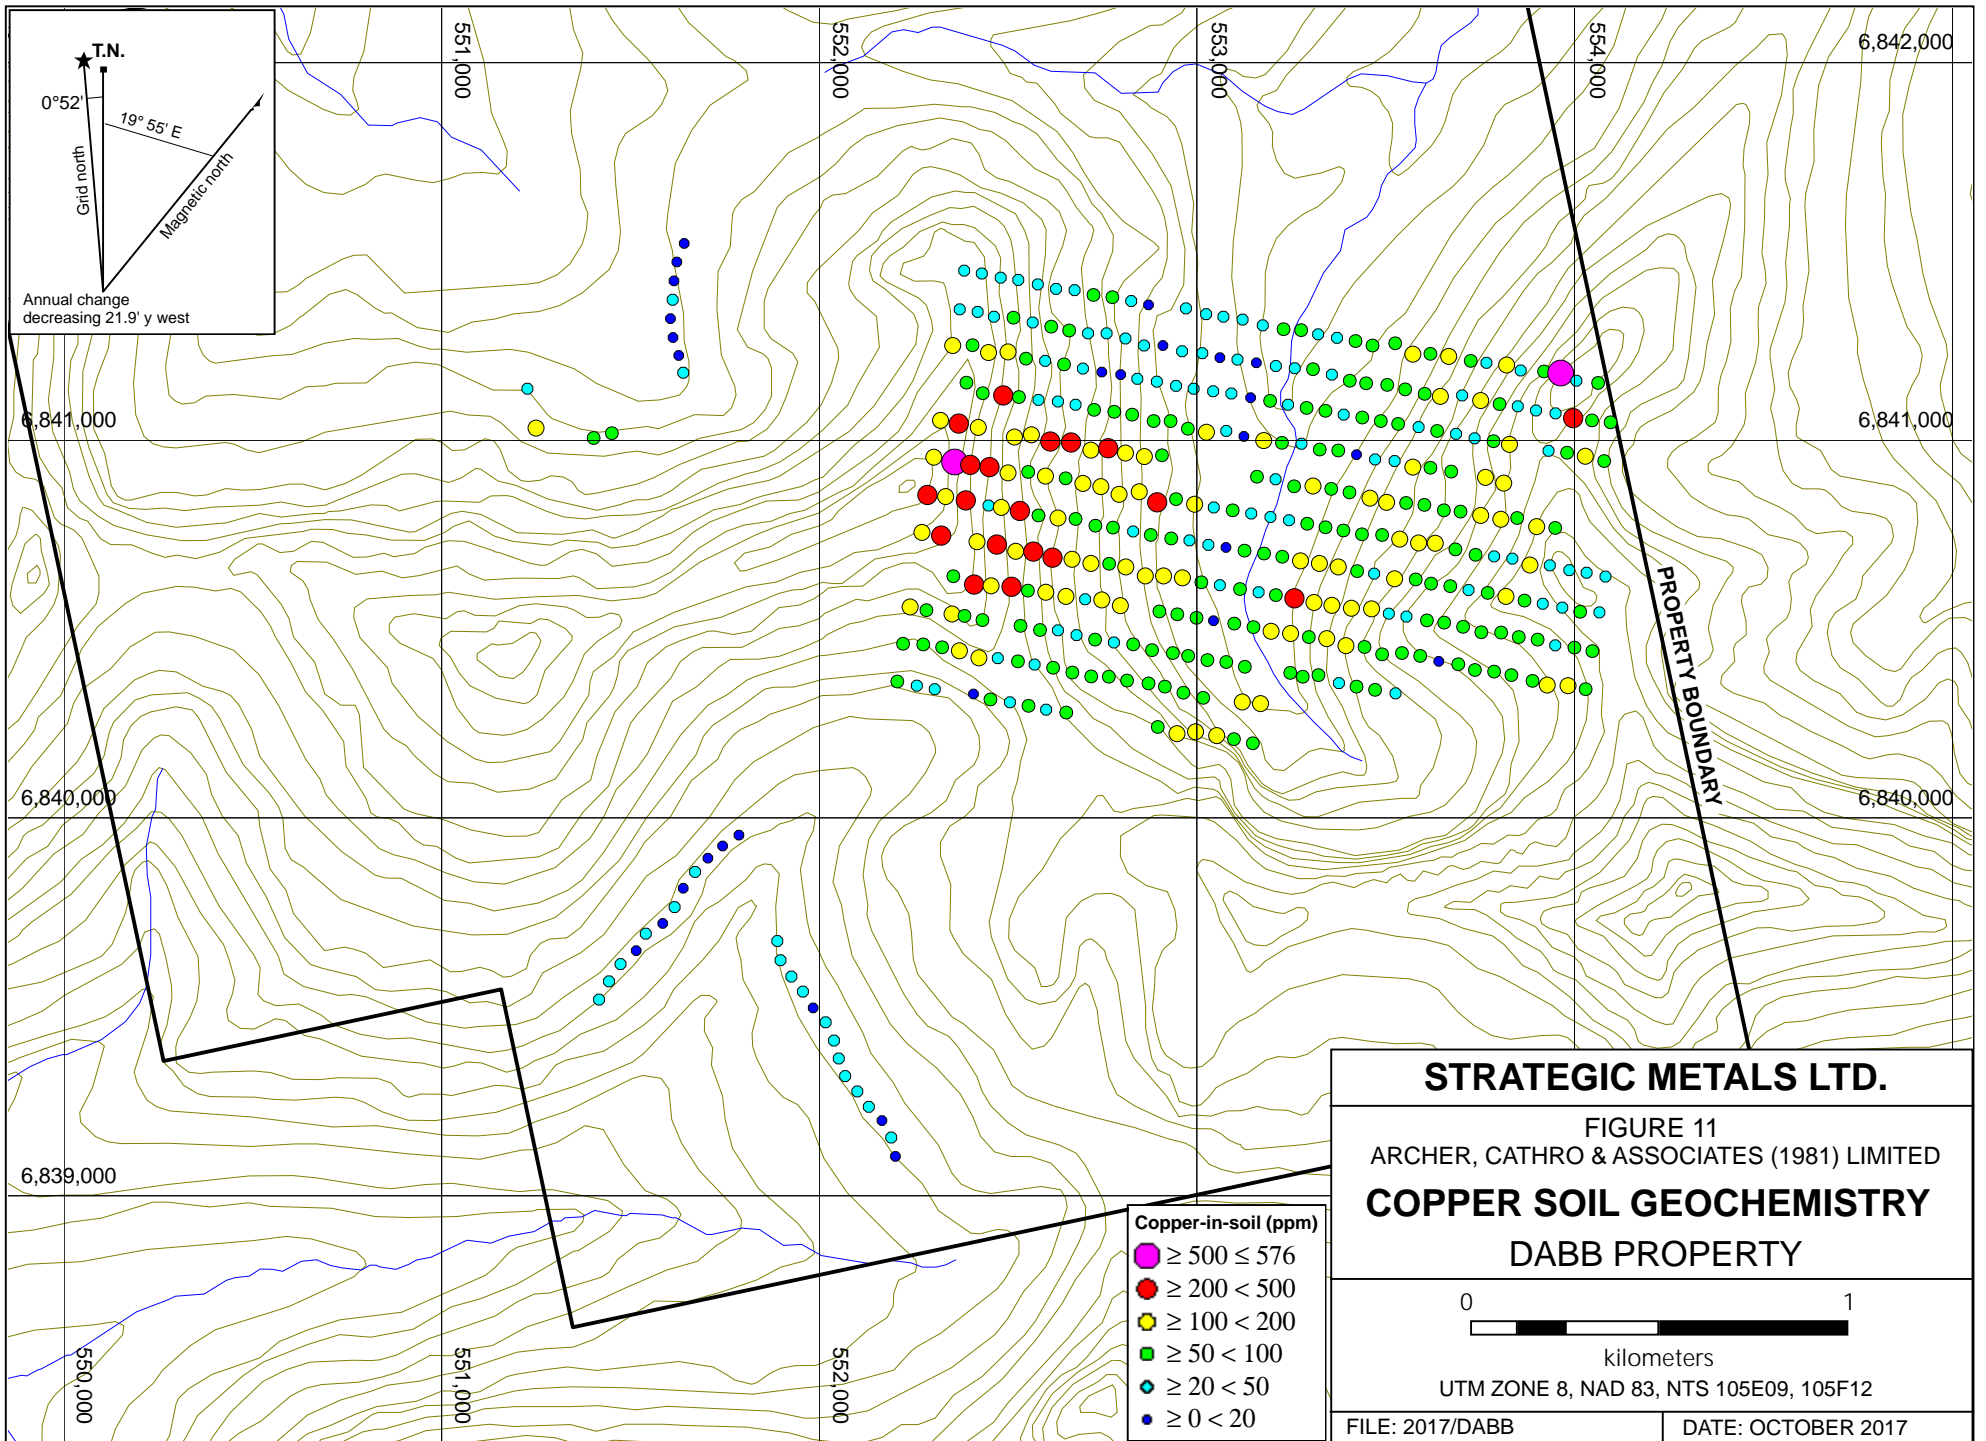 T.N.
0°52'
19° 55' E
Grid north
Magnetic north
Annual change
decreasing 21.9' y west
551,000
552,000
553,000
554,000
6,842,000
6,841,000
6,841,000
6,840,000
6,840,000
PROPERTY BOUNDARY
6,839,000
550,000
551,000
552,000
Copper-in-soil (ppm)
≥ 500 ≤ 576
≥ 200 < 500
≥ 100 < 200
≥ 50 < 100
≥ 20 < 50
≥ 0 < 20
STRATEGIC METALS LTD.
FIGURE 11
ARCHER, CATHRO & ASSOCIATES (1981) LIMITED
COPPER SOIL GEOCHEMISTRY
DABB PROPERTY
0 1
kilometers
UTM ZONE 8, NAD 83, NTS 105E09, 105F12
FILE: 2017/DABB
DATE: OCTOBER 2017